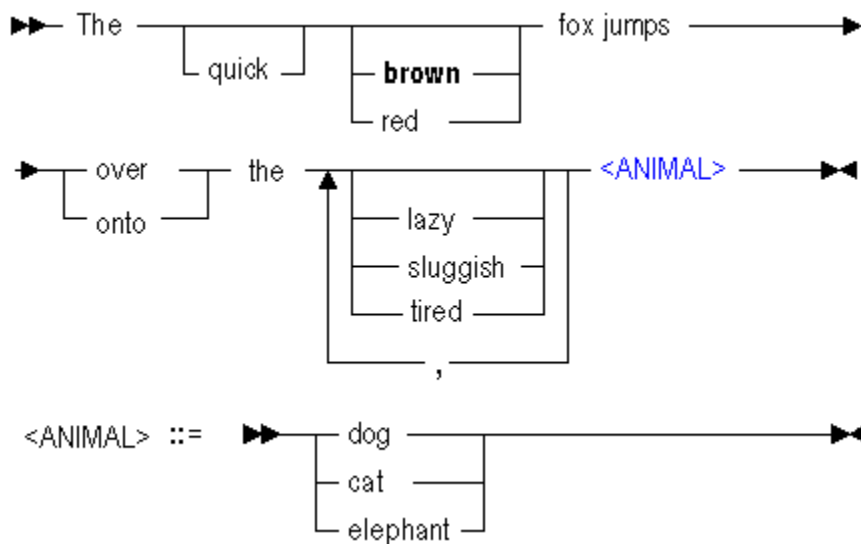 The fox jumps
quick brown
red
over the <ANIMAL>
onto lazy
sluggish
tired
,
<ANIMAL> ::= dog
cat
elephant